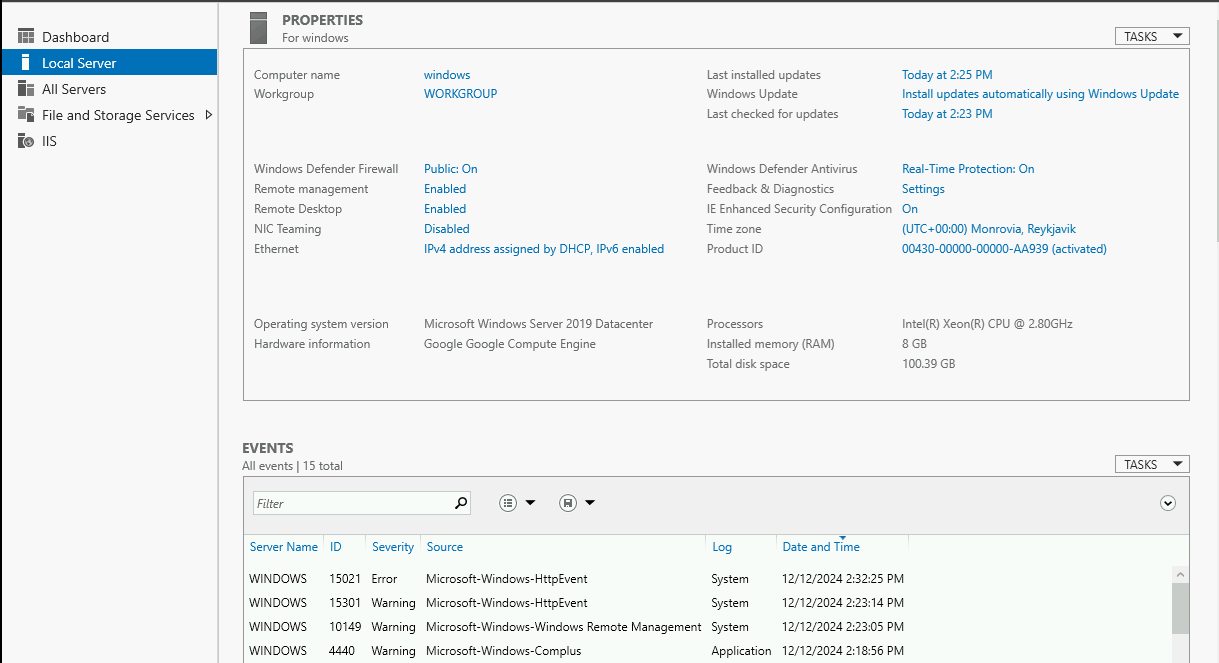 Dashboard
Local Server
All Servers
File and Storage Services
IIS
PROPERTIES
For windows
TASKS
Computer name windows Last installed updates Today at 2:25 PM
Workgroup WORKGROUP Windows Update Install updates automatically using Windows Update
Last checked for updates Today at 2:23 PM
Windows Defender Firewall Public: On Windows Defender Antivirus Real-Time Protection: On
Remote management Enabled Feedback & Diagnostics Settings
Remote Desktop Enabled IE Enhanced Security Configuration On
NIC Teaming Disabled Time zone (UTC+00:00) Monrovia, Reykjavik
Ethernet IPv4 address assigned by DHCP, IPv6 enabled Product ID 00430-00000-00000-AA939 (activated)
Operating system version Microsoft Windows Server 2019 Datacenter Processors Intel(R) Xeon(R) CPU @ 2.80GHz
Hardware information Google Google Compute Engine Installed memory (RAM) 8 GB
Total disk space 100.39 GB
EVENTS
All events | 15 total
TASKS
Filter
Server Name ID Severity Source Log Date and Time
WINDOWS 15021 Error Microsoft-Windows-HttpEvent System 12/12/2024 2:32:25 PM
WINDOWS 15301 Warning Microsoft-Windows-HttpEvent System 12/12/2024 2:23:14 PM
WINDOWS 10149 Warning Microsoft-Windows-Windows Remote Management System 12/12/2024 2:23:05 PM
WINDOWS 4440 Warning Microsoft-Windows-Complus Application 12/12/2024 2:18:56 PM